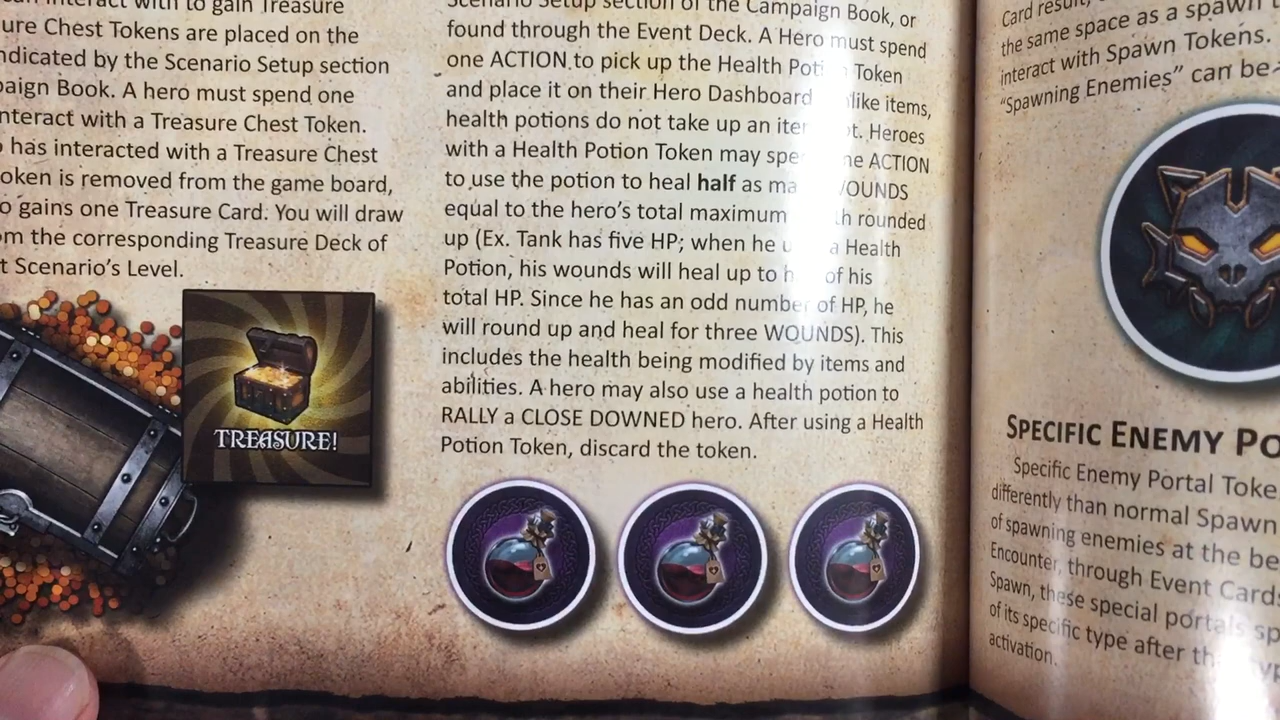 interact with to gain Treasure
ure Chest Tokens are placed on the
ndicated by the Scenario Setup section
paign Book. A hero must spend one
nteract with a Treasure Chest Token.
o has interacted with a Treasure Chest
oken is removed from the game board,
o gains one Treasure Card. You will draw
om the corresponding Treasure Deck of
t Scenario's Level.
TREASURE!
Scenario Setup section of the Campaign Book, or
found through the Event Deck. A Hero must spend
one ACTION to pick up the Health Poti Token
and place it on their Hero Dashboard like items,
health potions do not take up an ite t. Heroes
with a Health Potion Token may spe ne ACTION
to use the potion to heal half as ma WOUNDS
equal to the hero's total maximum th rounded
up (Ex. Tank has five HP; when he u a Health
Potion, his wounds will heal up to h of his
total HP. Since he has an odd number of HP, he
will round up and heal for three WOUNDS). This
includes the health being modified by items and
abilities. A hero may also use a health potion to
RALLY a CLOSE DOWNED hero. After using a Health
Potion Token, discard the token.
Card result,
the same space as a spawn
interact with Spawn Tokens.
"Spawning Enemies" can be
SPECIFIC ENEMY PO
Specific Enemy Portal Toke
differently than normal Spawn
of spawning enemies at the be
Encounter, through Event Cards
Spawn, these special portals sp
of its specific type after th
activation.